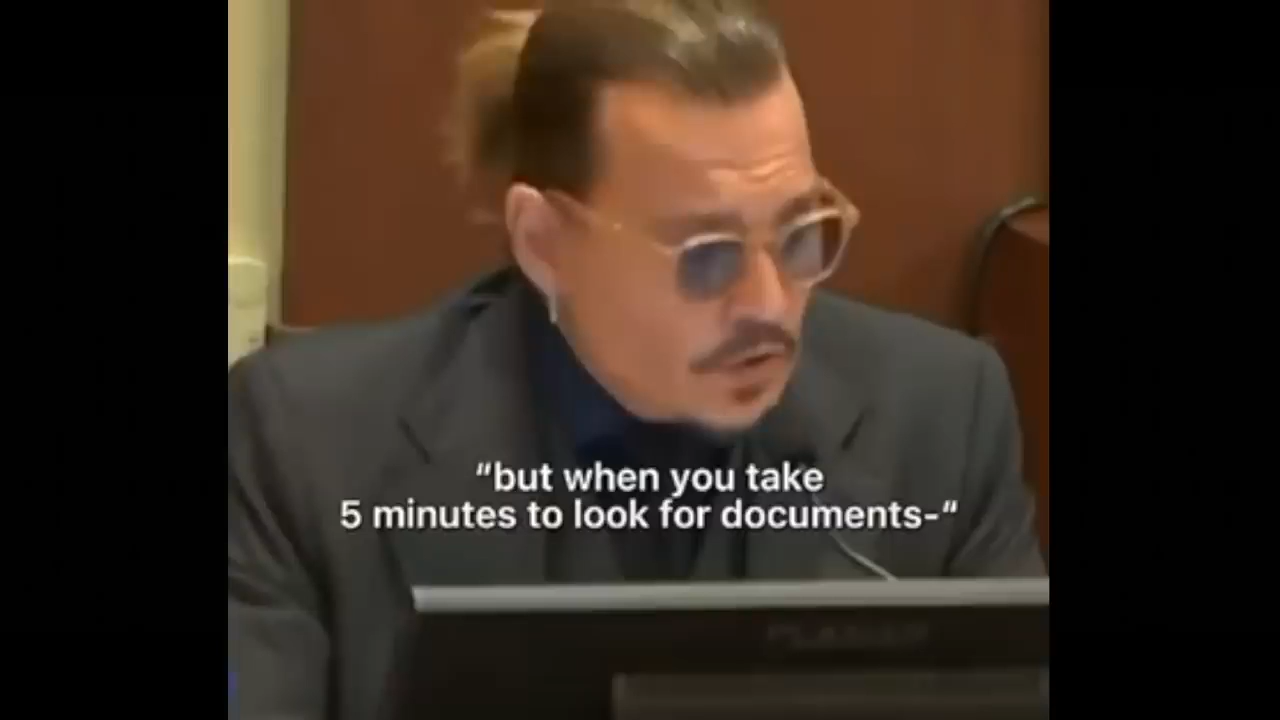 “but when you take
5 minutes to look for documents-“